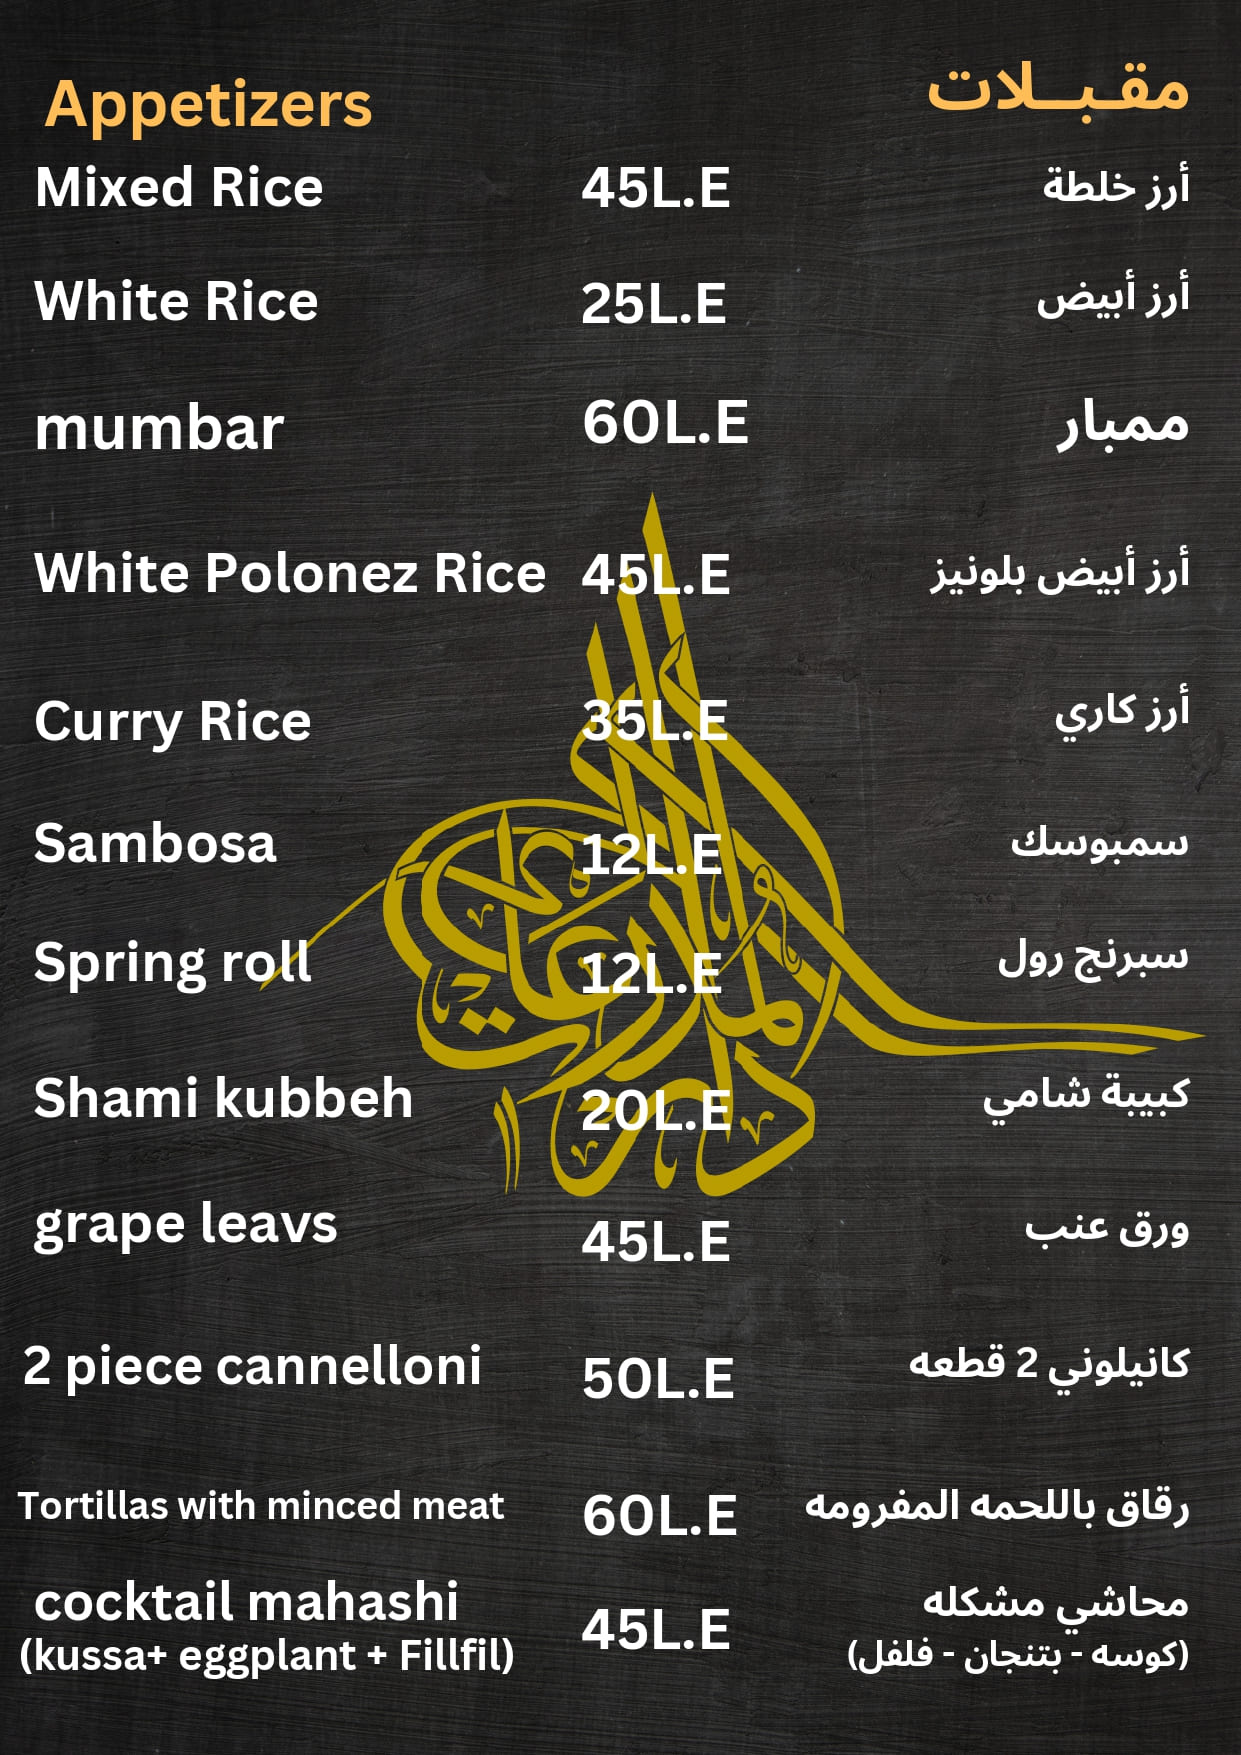 Appetizers مقبلات
Mixed Rice 45L.E أرز خلطة
White Rice 25L.E أرز أبيض
mumbar 60L.E ممبار
White Polonez Rice 45L.E أرز أبيض بلونيز
Curry Rice 35L.E أرز كاري
Sambosa 12L.E سمبوسك
Spring roll 12L.E سبرنج رول
Shami kubbeh 20L.E كبيبة شامي
grape leavs 45L.E ورق عنب
2 piece cannelloni 50L.E كانيلوني 2 قطعه
Tortillas with minced meat 60L.E رقاق باللحمه المفرومه
cocktail mahashi 45L.E محاشي مشكله
(kussa+ eggplant + Fillfil) (كوسه - بتنجان - فلفل)